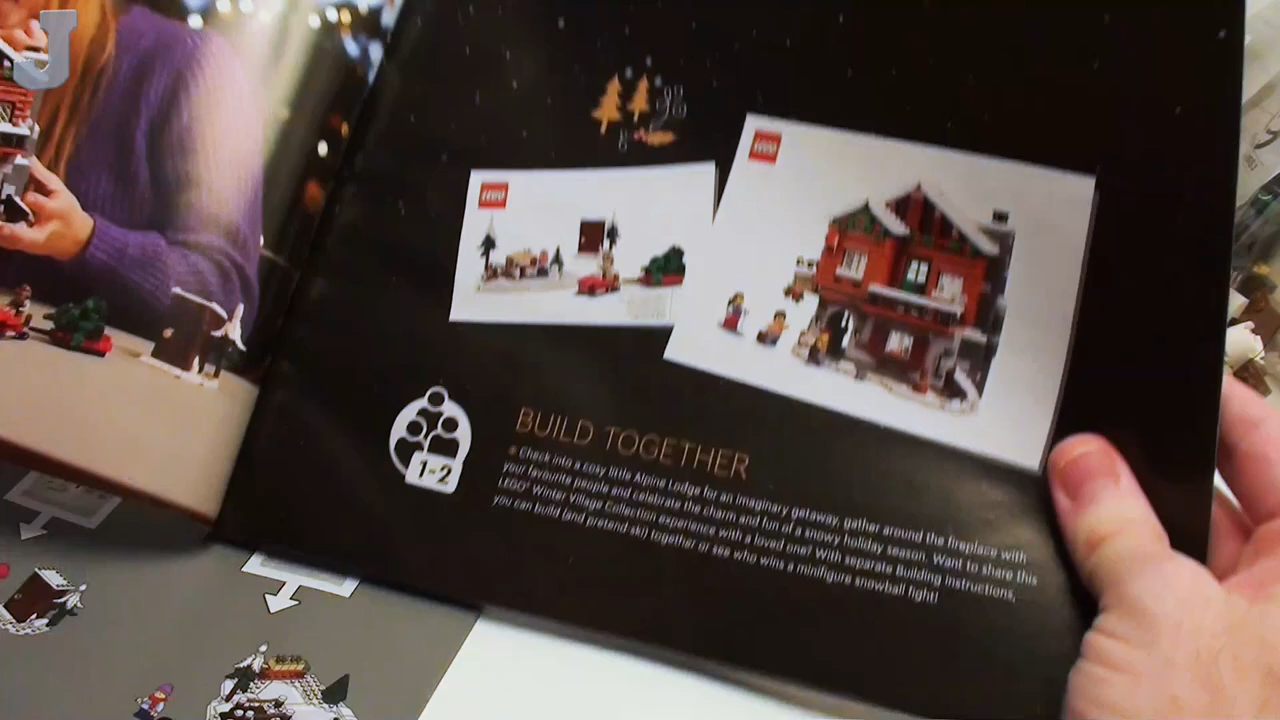 J
LEGO
LEGO
1-2
BUILD TOGETHER
Check into a cosy little Alpine Lodge for an imaginary getaway, gather around the fireplace with
your favourite people and celebrate the charm and fun of a snowy holiday season. Want to share this
LEGO® Winter Village Collection experience with a loved one? With separate Building Instructions,
you can build (and pretend ski) together or see who wins a minifigure snowball fight!